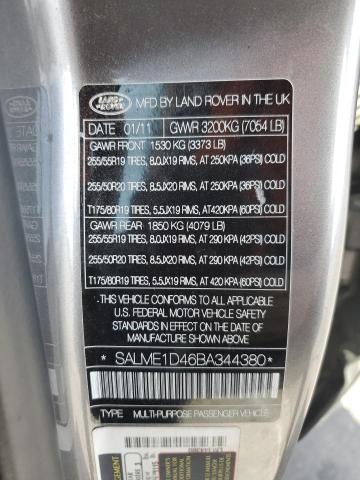 LAND ROVER MFD BY LAND ROVER IN THE UK
DATE 01/11 GVWR 3200KG (7054 LB)
GAWR FRONT 1530 KG (3373 LB)
255/55R19 TIRES, 8.0JX19 RIMS, AT 250KPA (36PSI) COLD
255/50R20 TIRES, 8.5JX20 RIMS, AT 250KPA (36PSI) COLD
T175/80R19 TIRES, 5.5JX19 RIMS, AT420KPA (60PSI) COLD
GAWR REAR 1850 KG (4079 LB)
255/55R19 TIRES, 8.0JX19 RIMS, AT 290 KPA (42PSI) COLD
255/50R20 TIRES, 8.5JX20 RIMS, AT 290 KPA (42PSI) COLD
T175/80R19 TIRES, 5.5JX19 RIMS, AT 420 KPA (60PSI) COLD
THIS VEHICLE CONFORMS TO ALL APPLICABLE
U.S. FEDERAL MOTOR VEHICLE SAFETY AND
THEFT PREVENTION STANDARDS IN EFFECT ON
THE DATE OF MANUFACTURE SHOWN ABOVE.
* SALME1D46BA344380 *
TYPE MULTI-PURPOSE PASSENGER VEHICLE